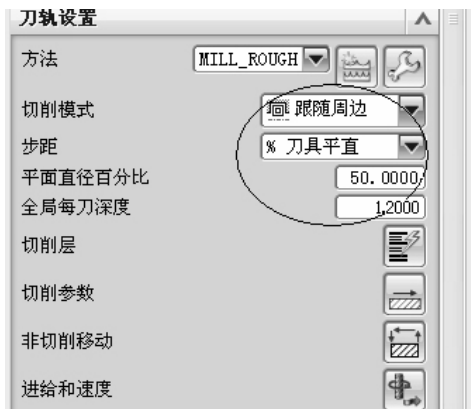 刀轨设置
方法 MILL_ROUGH
切削模式 跟随周边
步距 % 刀具平直
平面直径百分比 50.0000
全局每刀深度 1.2000
切削层
切削参数
非切削移动
进给和速度